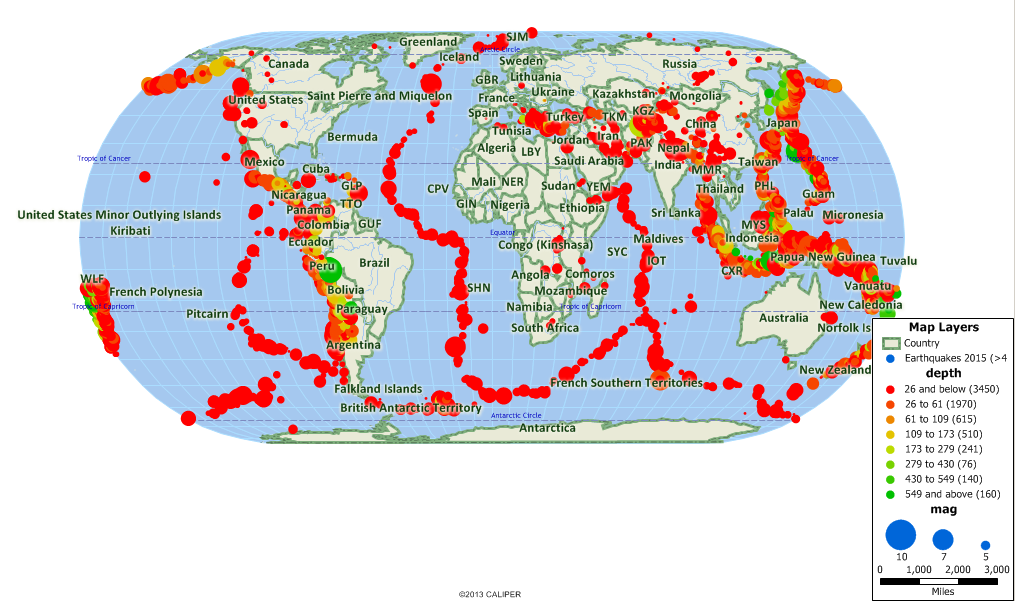 Greenland
SJM
Arctic Circle
Iceland
Canada
Sweden
Russia
GBR
Lithuania
United States
Saint Pierre and Miquelon
France
Ukraine
Kazakhstan
Mongolia
Spain
Turkey
TKM
KGZ
China
Japan
Bermuda
Tunisia
Algeria
LBY
Jordan
Iran
PAK
Nepal
Tropic of Cancer
Mexico
Cuba
Saudi Arabia
India
MMR
Taiwan
Tropic of Cancer
GLP
CPV
Mali
NER
Sudan
YEM
Thailand
PHL
Guam
Nicaragua
TTO
GIN
Nigeria
Ethiopia
Sri Lanka
Palau
Micronesia
United States Minor Outlying Islands
Panama
Colombia
GUF
MYS
Kiribati
Equator
Ecuador
Congo (Kinshasa)
SYC
Maldives
Indonesia
Peru
Brazil
Angola
Comoros
IOT
CXR
Papua New Guinea
Tuvalu
WLF
French Polynesia
Bolivia
SHN
Mozambique
Vanuatu
Tropic of Capricorn
Pitcairn
Paraguay
Namibia
Tropic of Capricorn
Australia
New Caledonia
South Africa
Norfolk Is
Argentina
New Zealand
Falkland Islands
French Southern Territories
British Antarctic Territory
Antarctic Circle
Antarctica
Map Layers
Country
Earthquakes 2015 (>4
depth
26 and below (3450)
26 to 61 (1970)
61 to 109 (615)
109 to 173 (510)
173 to 279 (241)
279 to 430 (76)
430 to 549 (140)
549 and above (160)
mag
10 7 5
0 1,000 2,000 3,000
Miles
©2013 CALIPER